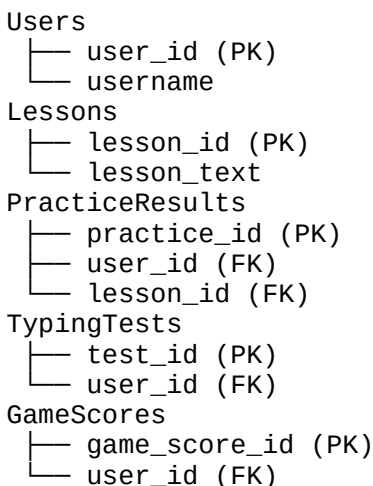 Users
├── user_id (PK)
└── username
Lessons
├── lesson_id (PK)
└── lesson_text
PracticeResults
├── practice_id (PK)
├── user_id (FK)
└── lesson_id (FK)
TypingTests
├── test_id (PK)
└── user_id (FK)
GameScores
├── game_score_id (PK)
└── user_id (FK)